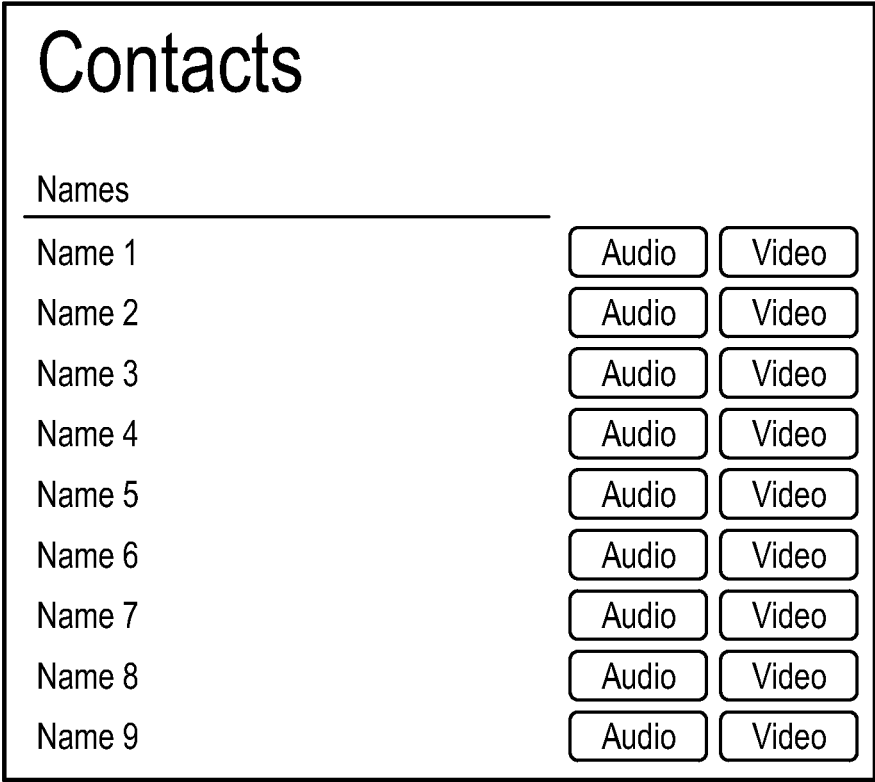 Contacts
Names
Name 1 Audio Video
Name 2 Audio Video
Name 3 Audio Video
Name 4 Audio Video
Name 5 Audio Video
Name 6 Audio Video
Name 7 Audio Video
Name 8 Audio Video
Name 9 Audio Video